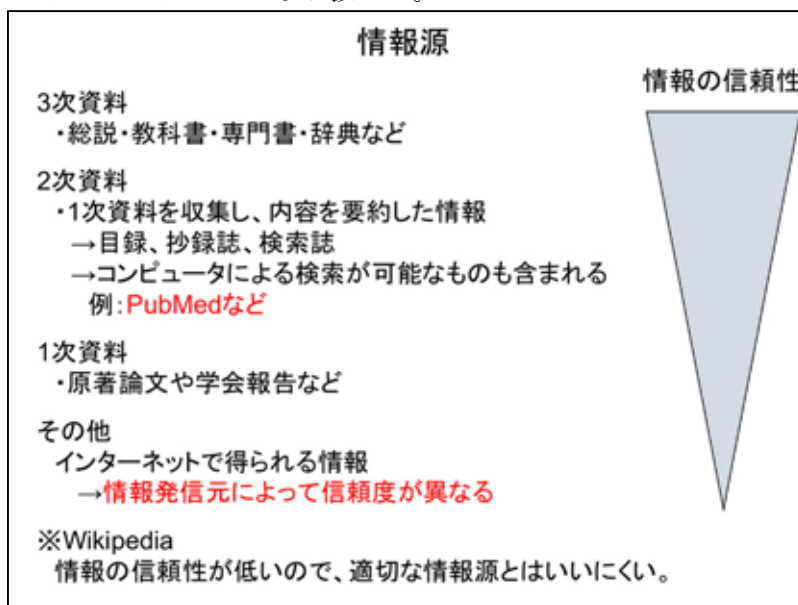 情報源
情報の信頼性
3次資料
・総説・教科書・専門書・辞典など
2次資料
・1次資料を収集し、内容を要約した情報
→目録、抄録誌、検索誌
→コンピュータによる検索が可能なものも含まれる
例：PubMedなど
1次資料
・原著論文や学会報告など
その他
インターネットで得られる情報
→情報発信元によって信頼度が異なる
※Wikipedia
情報の信頼性が低いので、適切な情報源とはいいにくい。